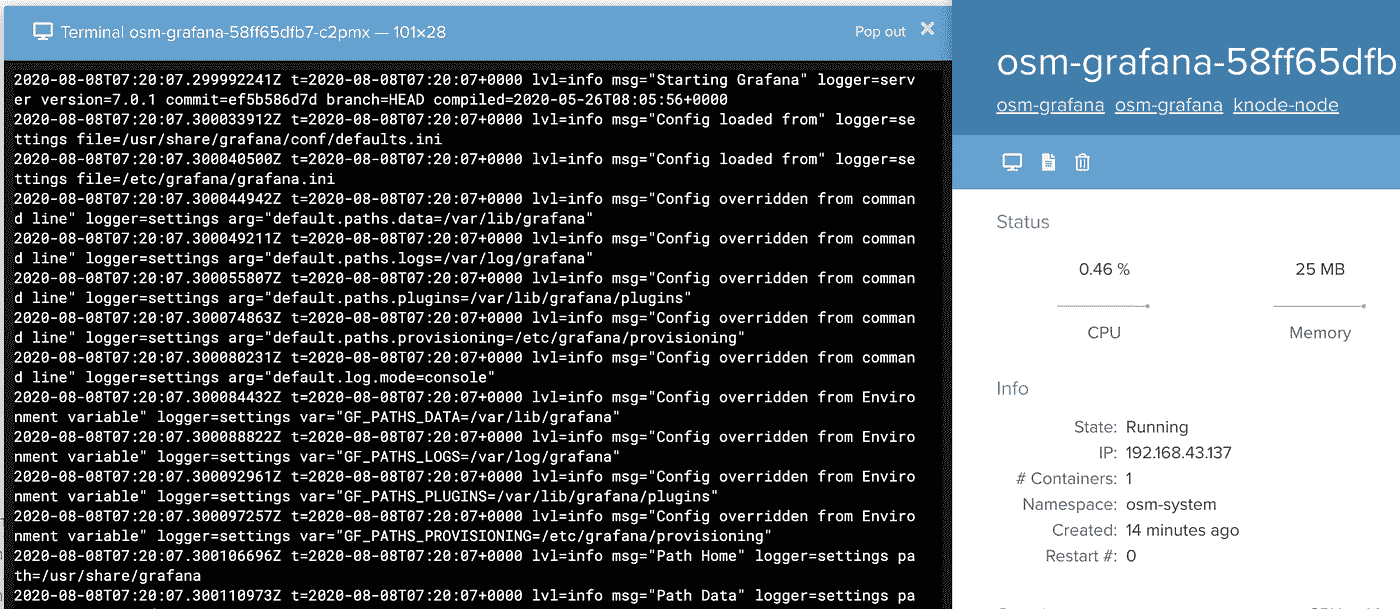 Terminal osm-grafana-58ff65dfb7-c2pmx — 101×28
Pop out
2020-08-08T07:20:07.299992241Z t=2020-08-08T07:20:07+0000 lvl=info msg="Starting Grafana" logger=serv
er version=7.0.1 commit=ef5b586d7d branch=HEAD compiled=2020-05-26T08:05:56+0000
2020-08-08T07:20:07.300033912Z t=2020-08-08T07:20:07+0000 lvl=info msg="Config loaded from" logger=se
ttings file=/usr/share/grafana/conf/defaults.ini
2020-08-08T07:20:07.300040500Z t=2020-08-08T07:20:07+0000 lvl=info msg="Config loaded from" logger=se
ttings file=/etc/grafana/grafana.ini
2020-08-08T07:20:07.300044942Z t=2020-08-08T07:20:07+0000 lvl=info msg="Config overridden from comman
d line" logger=settings arg="default.paths.data=/var/lib/grafana"
2020-08-08T07:20:07.300049211Z t=2020-08-08T07:20:07+0000 lvl=info msg="Config overridden from comman
d line" logger=settings arg="default.paths.logs=/var/log/grafana"
2020-08-08T07:20:07.300055807Z t=2020-08-08T07:20:07+0000 lvl=info msg="Config overridden from comman
d line" logger=settings arg="default.paths.plugins=/var/lib/grafana/plugins"
2020-08-08T07:20:07.300074863Z t=2020-08-08T07:20:07+0000 lvl=info msg="Config overridden from comman
d line" logger=settings arg="default.paths.provisioning=/etc/grafana/provisioning"
2020-08-08T07:20:07.300080231Z t=2020-08-08T07:20:07+0000 lvl=info msg="Config overridden from comman
d line" logger=settings arg="default.log.mode=console"
2020-08-08T07:20:07.300084432Z t=2020-08-08T07:20:07+0000 lvl=info msg="Config overridden from Enviro
nment variable" logger=settings var="GF_PATHS_DATA=/var/lib/grafana"
2020-08-08T07:20:07.300088822Z t=2020-08-08T07:20:07+0000 lvl=info msg="Config overridden from Enviro
nment variable" logger=settings var="GF_PATHS_LOGS=/var/log/grafana"
2020-08-08T07:20:07.300092961Z t=2020-08-08T07:20:07+0000 lvl=info msg="Config overridden from Enviro
nment variable" logger=settings var="GF_PATHS_PLUGINS=/var/lib/grafana/plugins"
2020-08-08T07:20:07.300097257Z t=2020-08-08T07:20:07+0000 lvl=info msg="Config overridden from Enviro
nment variable" logger=settings var="GF_PATHS_PROVISIONING=/etc/grafana/provisioning"
2020-08-08T07:20:07.300106696Z t=2020-08-08T07:20:07+0000 lvl=info msg="Path Home" logger=settings pa
th=/usr/share/grafana
2020-08-08T07:20:07.300110973Z t=2020-08-08T07:20:07+0000 lvl=info msg="Path Data" logger=settings pa
osm-grafana-58ff65dfb
osm-grafana osm-grafana knode-node
Status
0.46 %
25 MB
CPU
Memory
Info
State: Running
IP: 192.168.43.137
# Containers: 1
Namespace: osm-system
Created: 14 minutes ago
Restart #: 0